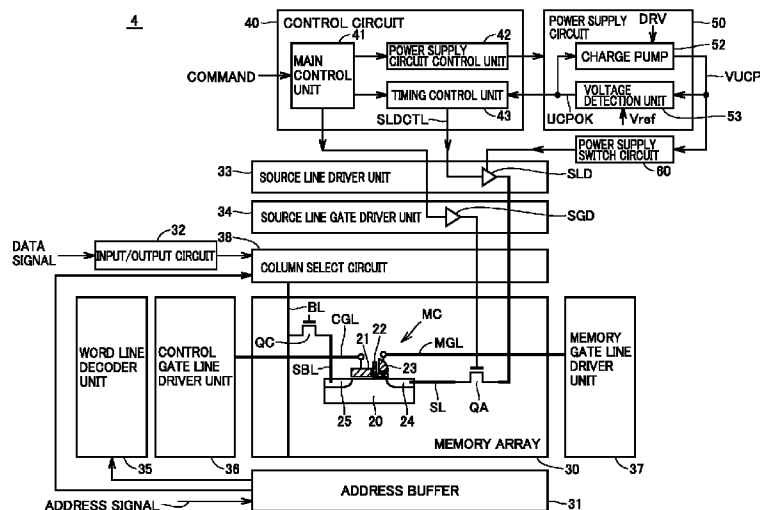 4
40
CONTROL CIRCUIT
41
MAIN
CONTROL
UNIT
COMMAND
42
POWER SUPPLY
CIRCUIT CONTROL UNIT
TIMING CONTROL UNIT
43
SLDCTL
POWER SUPPLY
CIRCUIT
50
DRV
52
CHARGE PUMP
VUCP
VOLTAGE
DETECTION UNIT
UCPOK
Vref
53
POWER SUPPLY
SWITCH CIRCUIT
60
33
SOURCE LINE DRIVER UNIT
SLD
34
SOURCE LINE GATE DRIVER UNIT
SGD
32
38
DATA
SIGNAL
INPUT/OUTPUT CIRCUIT
COLUMN SELECT CIRCUIT
WORD LINE
DECODER
UNIT
35
CONTROL
GATE LINE
DRIVER UNIT
36
BL
CGL
22
21
MC
MGL
QC
SBL
23
25
20
24
SL
QA
MEMORY ARRAY
30
MEMORY
GATE LINE
DRIVER
UNIT
37
ADDRESS BUFFER
31
ADDRESS SIGNAL